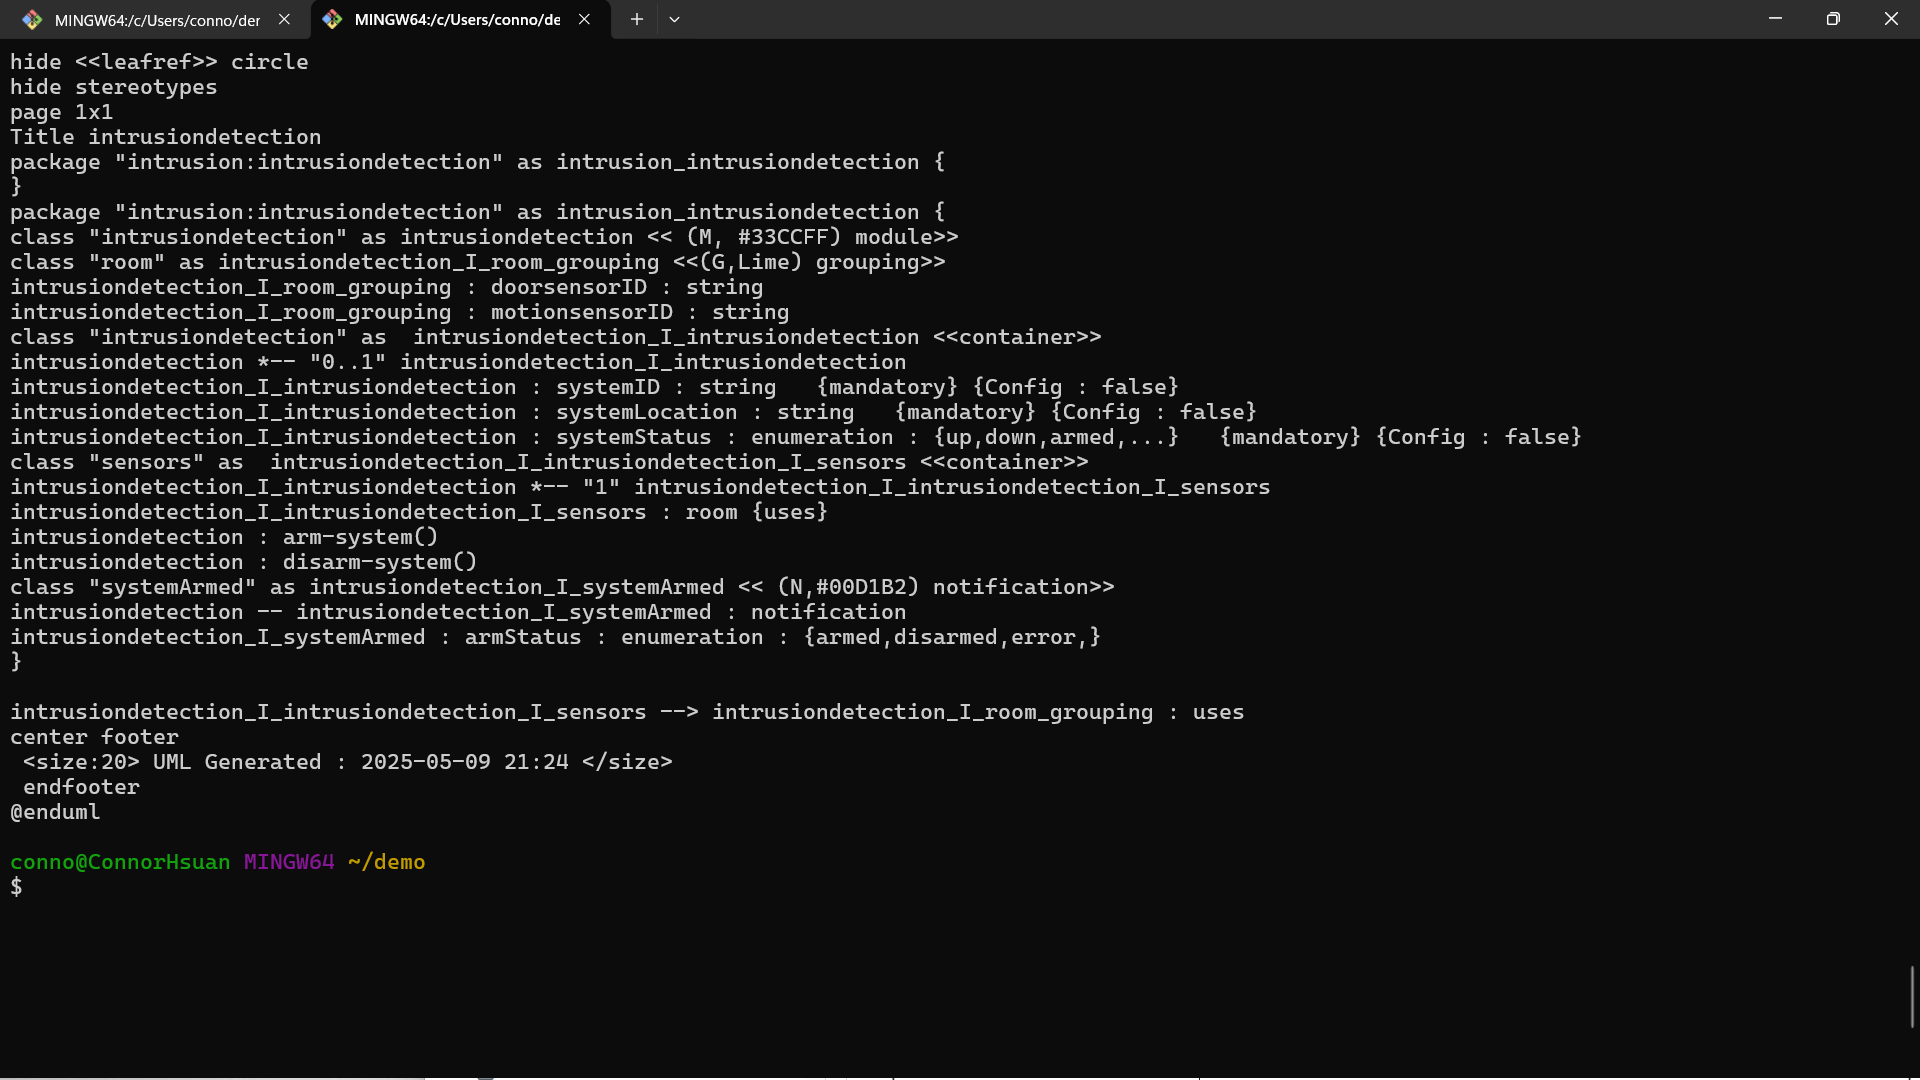 MINGW64:/c/Users/conno/der
MINGW64:/c/Users/conno/de
hide <<leafref>> circle
hide stereotypes
page 1x1
Title intrusiondetection
package "intrusion:intrusiondetection" as intrusion_intrusiondetection {
}
package "intrusion:intrusiondetection" as intrusion_intrusiondetection {
class "intrusiondetection" as intrusiondetection << (M, #33CCFF) module>>
class "room" as intrusiondetection_I_room_grouping <<(G,Lime) grouping>>
intrusiondetection_I_room_grouping : doorsensorID : string
intrusiondetection_I_room_grouping : motionsensorID : string
class "intrusiondetection" as  intrusiondetection_I_intrusiondetection <<container>>
intrusiondetection *-- "0..1" intrusiondetection_I_intrusiondetection
intrusiondetection_I_intrusiondetection : systemID : string   {mandatory} {Config : false}
intrusiondetection_I_intrusiondetection : systemLocation : string   {mandatory} {Config : false}
intrusiondetection_I_intrusiondetection : systemStatus : enumeration : {up,down,armed,...}   {mandatory} {Config : false}
class "sensors" as  intrusiondetection_I_intrusiondetection_I_sensors <<container>>
intrusiondetection_I_intrusiondetection *-- "1" intrusiondetection_I_intrusiondetection_I_sensors
intrusiondetection_I_intrusiondetection_I_sensors : room {uses}
intrusiondetection : arm-system()
intrusiondetection : disarm-system()
class "systemArmed" as intrusiondetection_I_systemArmed << (N,#00D1B2) notification>>
intrusiondetection -- intrusiondetection_I_systemArmed : notification
intrusiondetection_I_systemArmed : armStatus : enumeration : {armed,disarmed,error,}
}
intrusiondetection_I_intrusiondetection_I_sensors --> intrusiondetection_I_room_grouping : uses
center footer
 <size:20> UML Generated : 2025-05-09 21:24 </size>
 endfooter
@enduml
conno@ConnorHsuan MINGW64 ~/demo
$